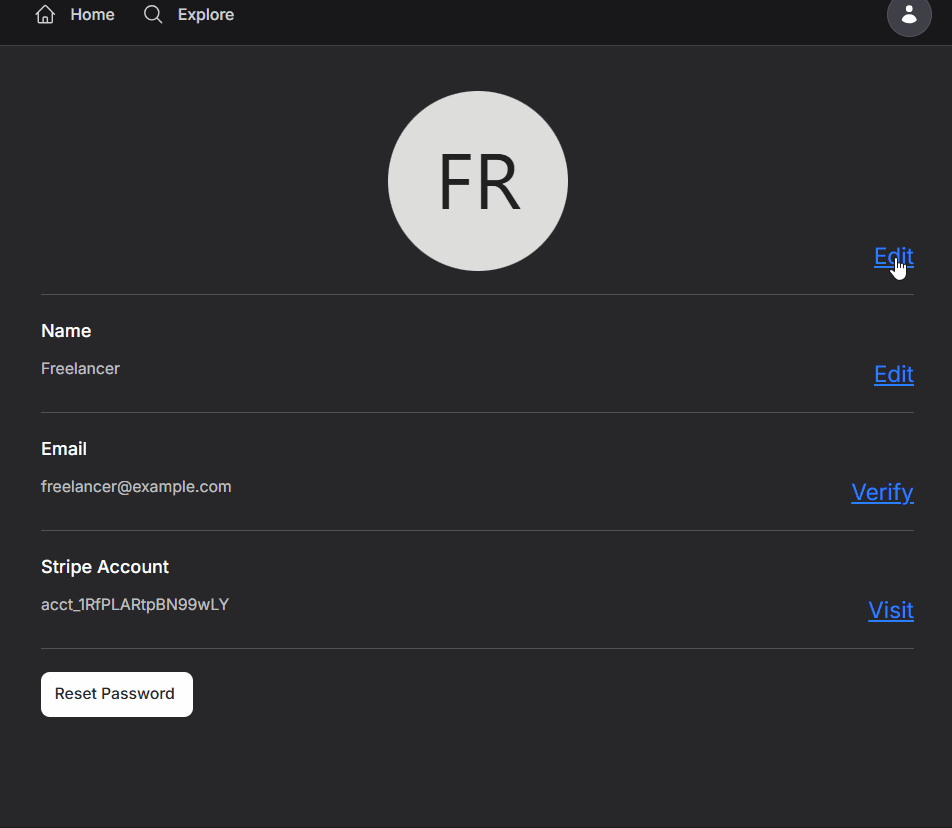 Home Explore
FR
Edit
Name
Freelancer
Edit
Email
freelancer@example.com
Verify
Stripe Account
acct_1RfPLARtpBN99wLY
Visit
Reset Password